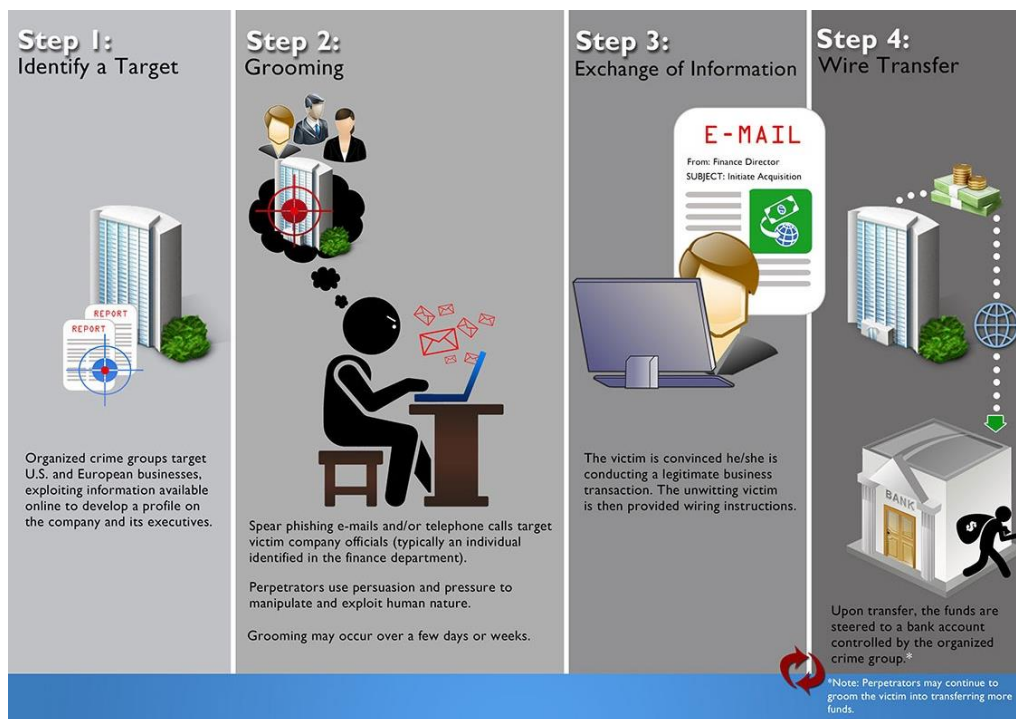 Step 1:
Identify a Target
REPORT
REPORT
Organized crime groups target
U.S. and European businesses,
exploiting information available
online to develop a profile on
the company and its executives.
Step 2:
Grooming
Spear phishing e-mails and/or telephone calls target
victim company officials (typically an individual
identified in the finance department).
Perpetrators use persuasion and pressure to
manipulate and exploit human nature.
Grooming may occur over a few days or weeks.
Step 3:
Exchange of Information
E-MAIL
From: Finance Director
SUBJECT: Initiate Acquisition
$
The victim is convinced he/she is
conducting a legitimate business
transaction. The unwitting victim
is then provided wiring instructions.
Step 4:
Wire Transfer
BANK
$
Upon transfer, the funds are
steered to a bank account
controlled by the organized
crime group.*
*Note: Perpetrators may continue to
groom the victim into transferring more
funds.